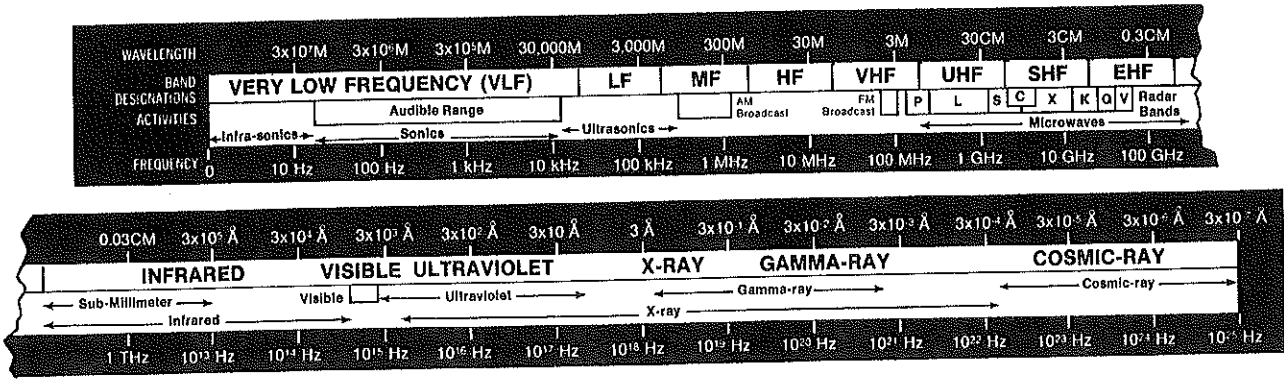 WAVELENGTH 3x10⁷M 3x10⁶M 3x10⁵M 30,000M 3,000M 300M 30M 3M 30CM 3CM 0.3CM
BAND DESIGNATIONS VERY LOW FREQUENCY (VLF) LF MF HF VHF UHF SHF EHF
ACTIVITIES Audible Range AM Broadcast FM Broadcast P L S C X K Q V Radar Bands
Infra-sonics Sonics Ultrasonics Microwaves
FREQUENCY 0 10 Hz 100 Hz 1 kHz 10 kHz 100 kHz 1 MHz 10 MHz 100 MHz 1 GHz 10 GHz 100 GHz
0.03CM 3x10⁵ Å 3x10⁴ Å 3x10³ Å 3x10² Å 3x10 Å 3 Å 3x10⁻¹ Å 3x10⁻² Å 3x10⁻³ Å 3x10⁻⁴ Å 3x10⁻⁵ Å 3x10⁻⁶ Å 3x10⁻⁷ Å
INFRARED VISIBLE ULTRAVIOLET X-RAY GAMMA-RAY COSMIC-RAY
Sub-Millimeter Visible Ultraviolet Gamma-ray Cosmic-ray
Infrared X-ray
1 THz 10¹³ Hz 10¹⁴ Hz 10¹⁵ Hz 10¹⁶ Hz 10¹⁷ Hz 10¹⁸ Hz 10¹⁹ Hz 10²⁰ Hz 10²¹ Hz 10²² Hz 10²³ Hz 10²⁴ Hz 10²⁵ Hz